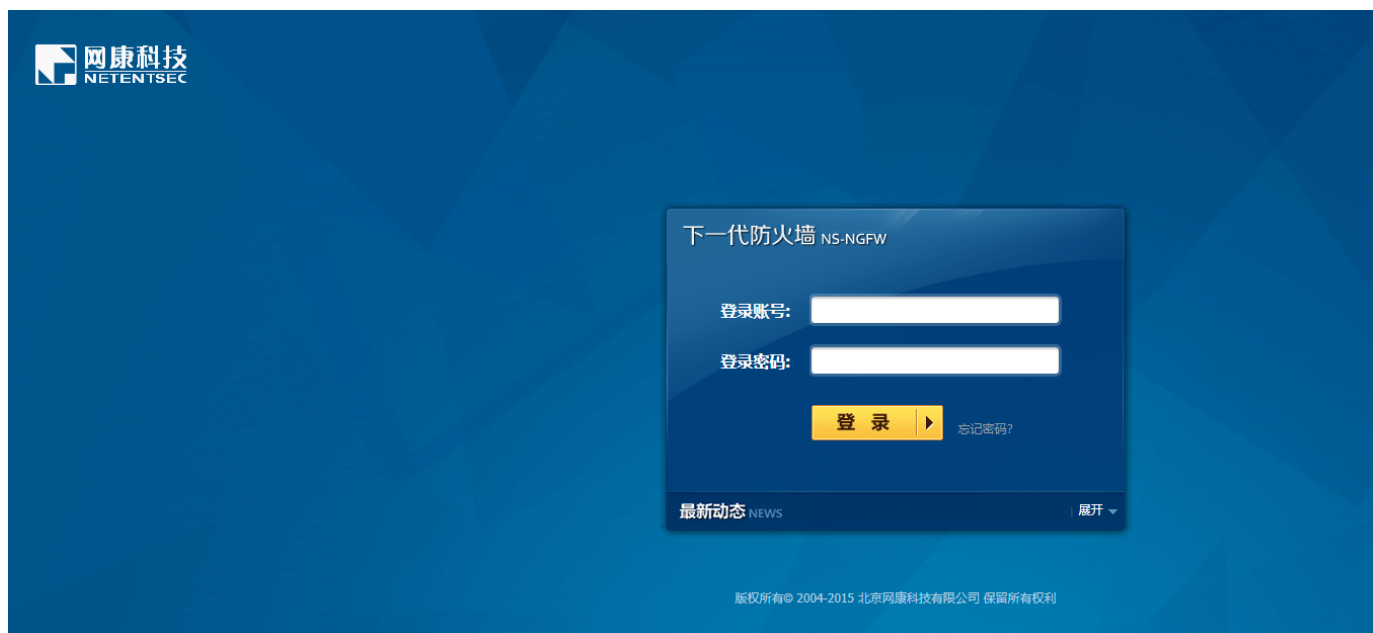 网康科技
NETENTSEC
下一代防火墙 NS-NGFW
登录账号:
登录密码:
登 录
忘记密码?
最新动态 NEWS
展开
版权所有© 2004-2015 北京网康科技有限公司 保留所有权利